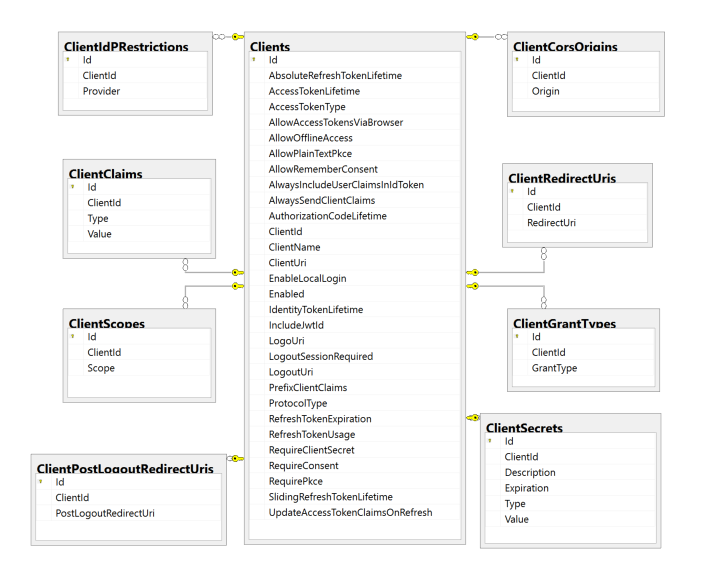 ClientIdPRestrictions
Id
ClientId
Provider
ClientClaims
Id
ClientId
Type
Value
ClientScopes
Id
ClientId
Scope
ClientPostLogoutRedirectUris
Id
ClientId
PostLogoutRedirectUri
Clients
Id
AbsoluteRefreshTokenLifetime
AccessTokenLifetime
AccessTokenType
AllowAccessTokensViaBrowser
AllowOfflineAccess
AllowPlainTextPkce
AllowRememberConsent
AlwaysIncludeUserClaimsInIdToken
AlwaysSendClientClaims
AuthorizationCodeLifetime
ClientId
ClientName
ClientUri
EnableLocalLogin
Enabled
IdentityTokenLifetime
IncludeJwtId
LogoUri
LogoutSessionRequired
LogoutUri
PrefixClientClaims
ProtocolType
RefreshTokenExpiration
RefreshTokenUsage
RequireClientSecret
RequireConsent
RequirePkce
SlidingRefreshTokenLifetime
UpdateAccessTokenClaimsOnRefresh
ClientCorsOrigins
Id
ClientId
Origin
ClientRedirectUris
Id
ClientId
RedirectUri
ClientGrantTypes
Id
ClientId
GrantType
ClientSecrets
Id
ClientId
Description
Expiration
Type
Value